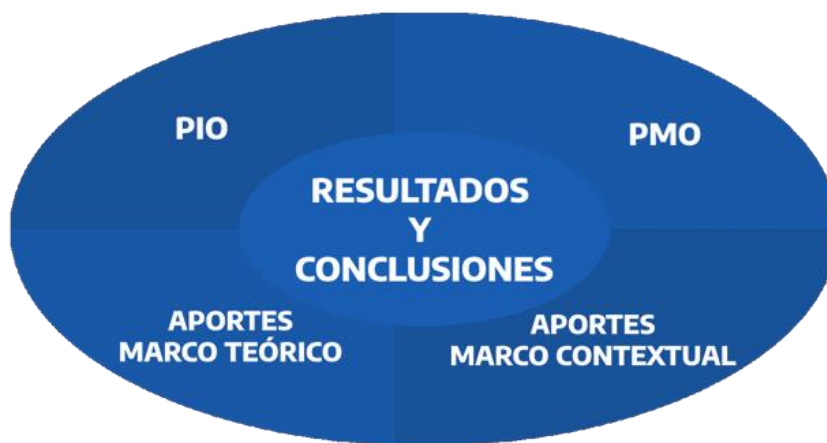 PIO
PMO
RESULTADOS
Y
CONCLUSIONES
APORTES
MARCO TEÓRICO
APORTES
MARCO CONTEXTUAL